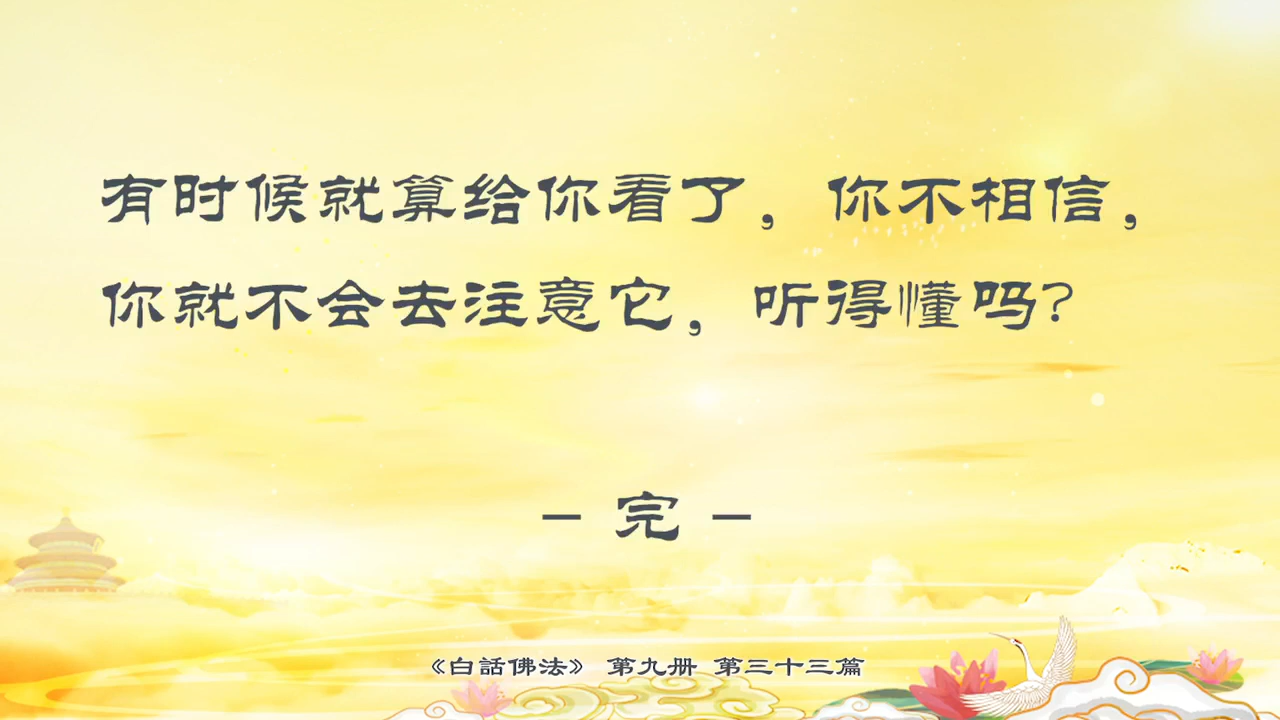 有时候就算给你看了，你不相信，
你就不会去注意它，听得懂吗？
- 完 -
《白話佛法》 第九册 第三十三篇